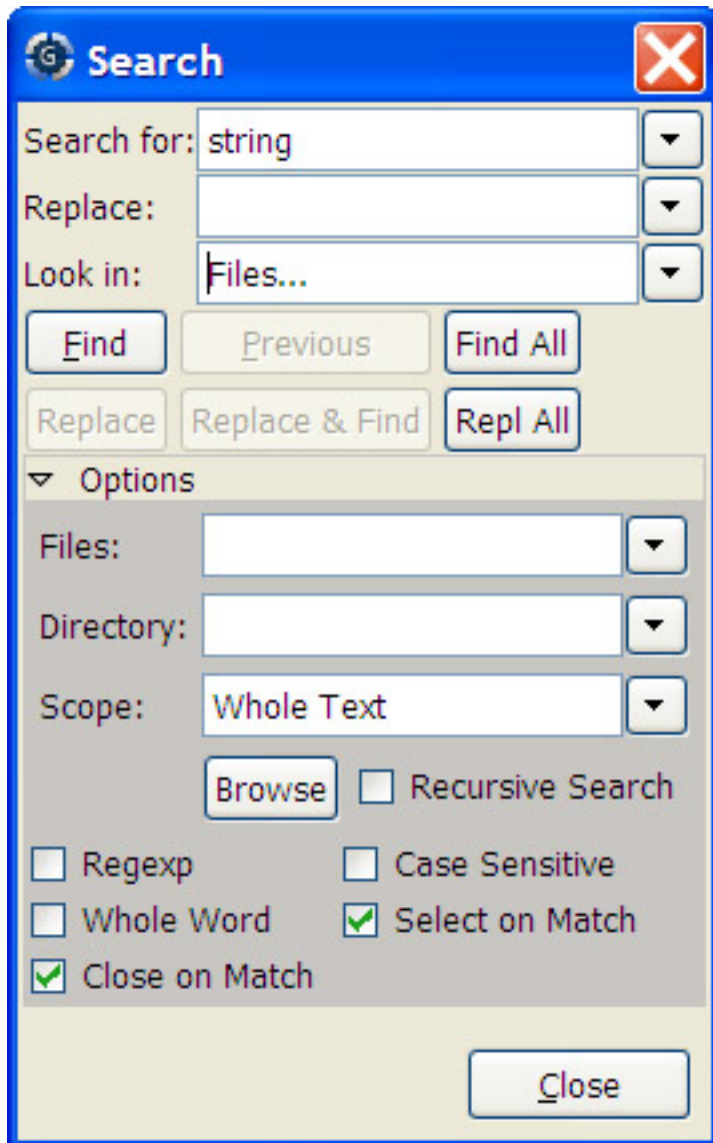 G Search
Search for: string
Replace:
Look in: Files...
Find Previous Find All
Replace Replace & Find Repl All
Options
Files:
Directory:
Scope: Whole Text
Browse Recursive Search
Regexp Case Sensitive
Whole Word Select on Match
Close on Match
Close